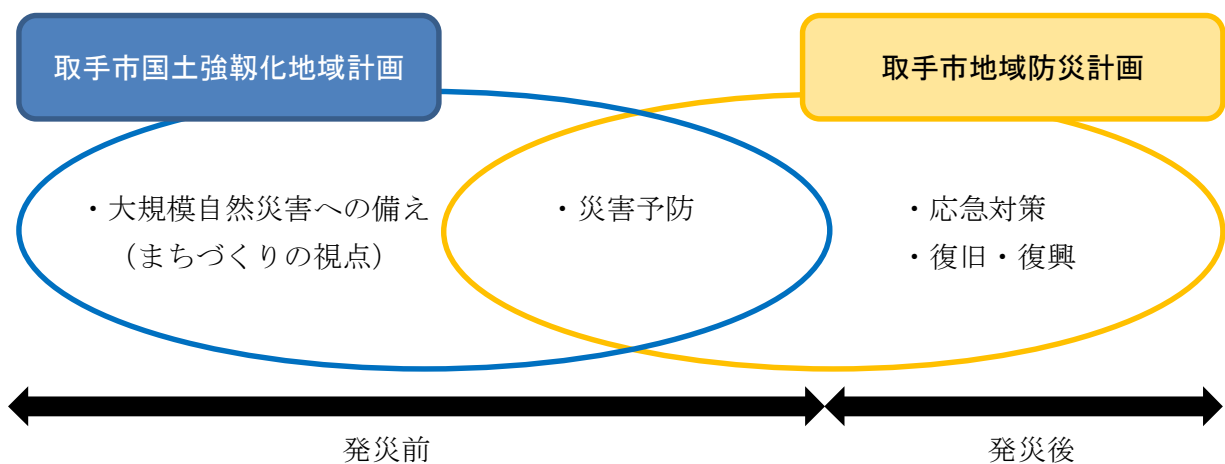 取手市国土強靱化地域計画
取手市地域防災計画
・大規模自然災害への備え
（まちづくりの視点）
・災害予防
・応急対策
・復旧・復興
発災前
発災後